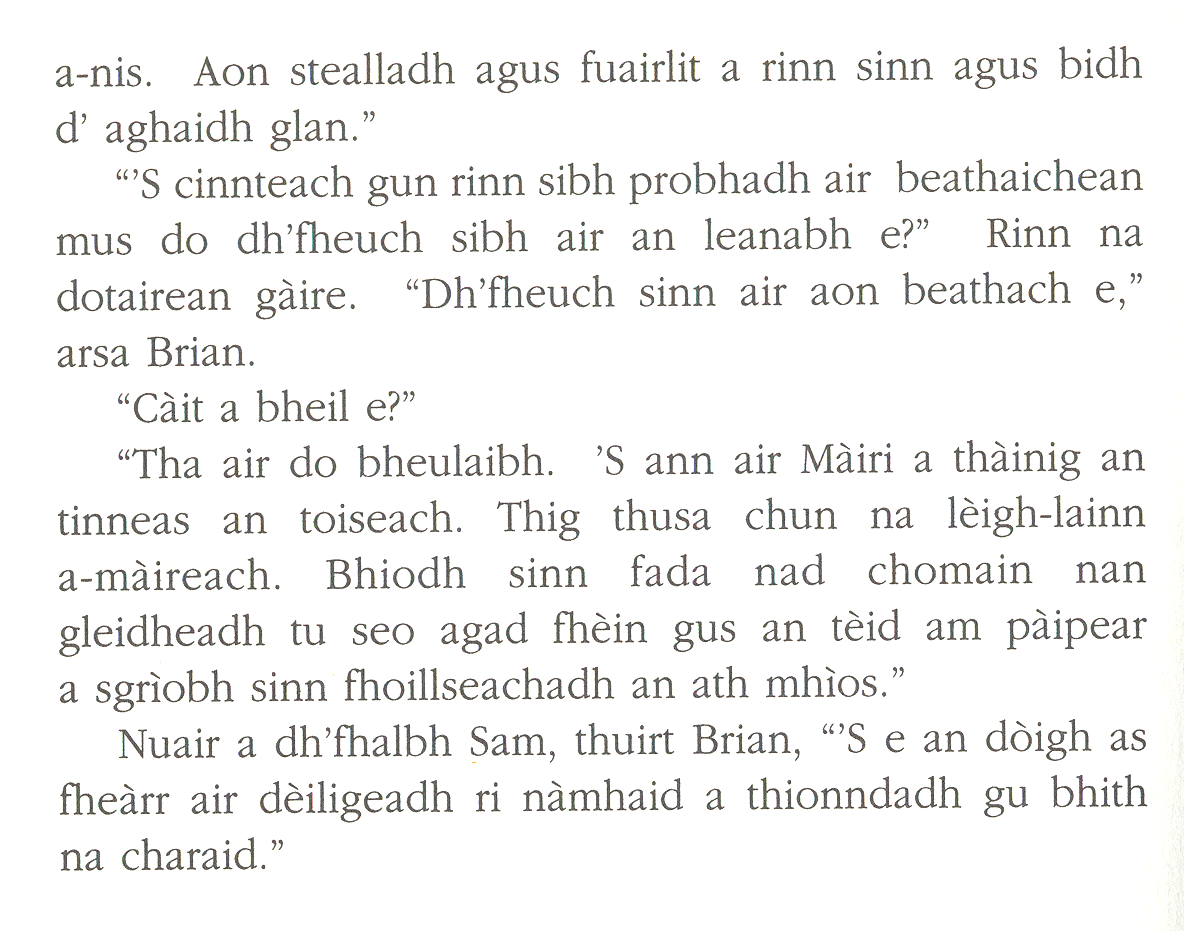 a-nis. Aon stealladh agus fuairlit a rinn sinn agus bidh
d’ aghaidh glan.”
“’S cinnteach gun rinn sibh probhadh air beathaichean
mus do dh’fheuch sibh air an leanabh e?” Rinn na
dotairean gàire. “Dh’fheuch sinn air aon beathach e,”
arsa Brian.
“Càit a bheil e?”
“Tha air do bheulaibh. ’S ann air Màiri a thàinig an
tinneas an toiseach. Thig thusa chun na lèigh-lainn
a-màireach. Bhiodh sinn fada nad chomain nan
gleidheadh tu seo agad fhèin gus an tèid am pàipear
a sgrìobh sinn fhoillseachadh an ath mhìos.”
Nuair a dh’fhalbh Sam, thuirt Brian, “’S e an dòigh as
fheàrr air dèiligeadh ri nàmhaid a thionndadh gu bhith
na charaid.”